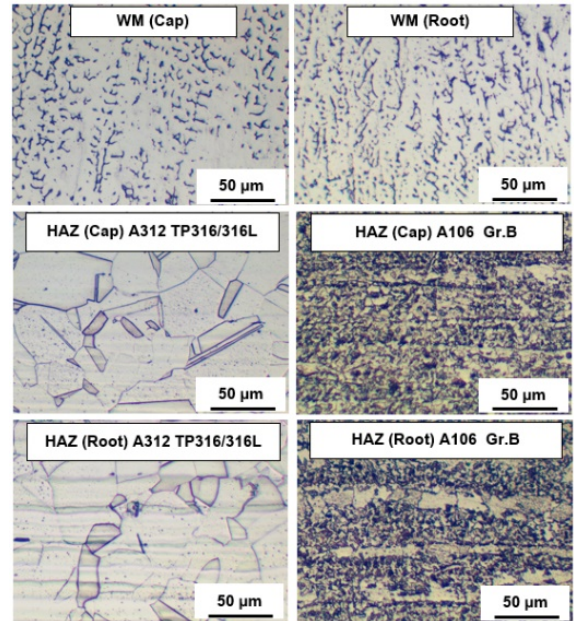 WM (Cap)
50 µm
WM (Root)
50 µm
HAZ (Cap) A312 TP316/316L
50 µm
HAZ (Cap) A106 Gr.B
50 µm
HAZ (Root) A312 TP316/316L
50 µm
HAZ (Root) A106 Gr.B
50 µm